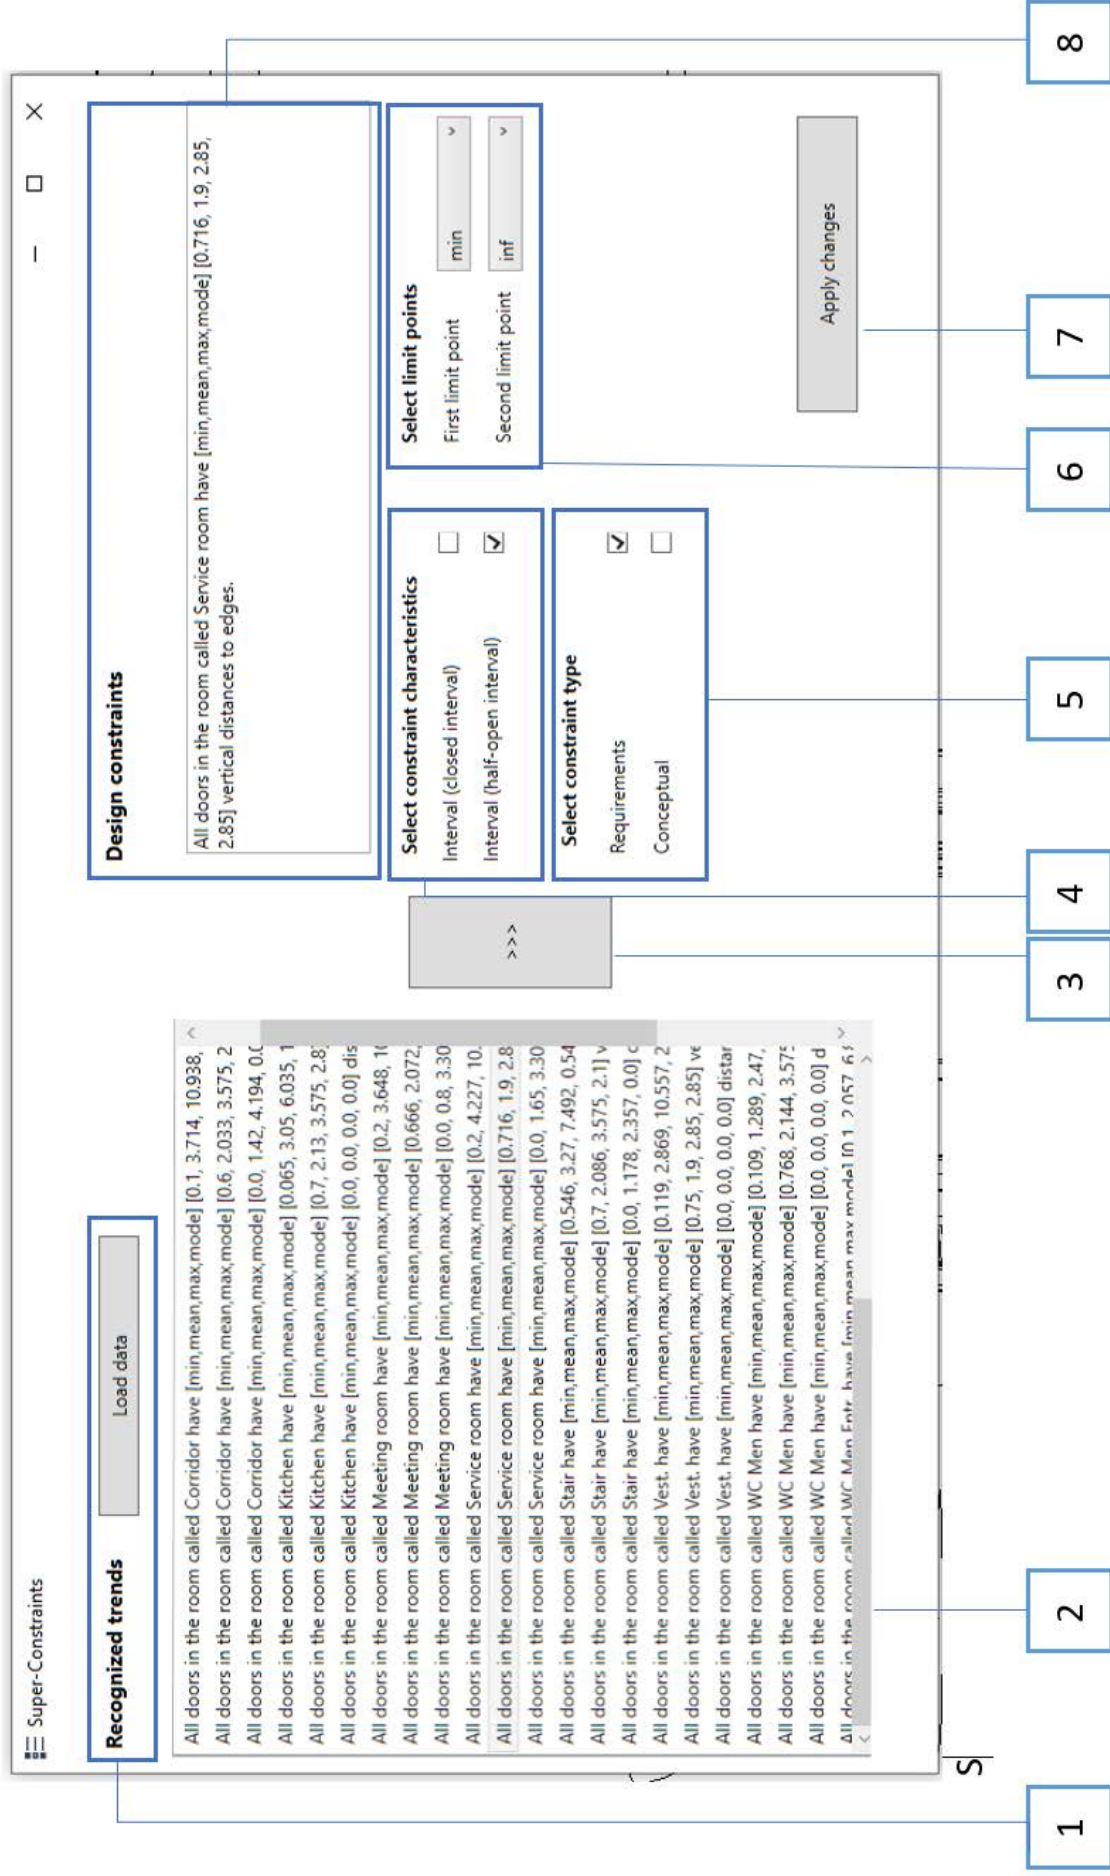 Super-Constraints
Recognized trends
Load data
All doors in the room called Corridor have [min,mean,max,mode] [0.1, 3.714, 10.938,
All doors in the room called Corridor have [min,mean,max,mode] [0.6, 2.033, 3.575, 2
All doors in the room called Corridor have [min,mean,max,mode] [0.0, 1.42, 4.194, 0.0
All doors in the room called Kitchen have [min,mean,max,mode] [0.065, 3.05, 6.035, 1
All doors in the room called Kitchen have [min,mean,max,mode] [0.7, 2.13, 3.575, 2.8
All doors in the room called Kitchen have [min,mean,max,mode] [0.0, 0.0, 0.0, 0.0] dis
All doors in the room called Meeting room have [min,mean,max,mode] [0.2, 3.648, 10
All doors in the room called Meeting room have [min,mean,max,mode] [0.666, 2.072,
All doors in the room called Meeting room have [min,mean,max,mode] [0.0, 0.8, 3.30
All doors in the room called Service room have [min,mean,max,mode] [0.2, 4.227, 10.
All doors in the room called Service room have [min,mean,max,mode] [0.716, 1.9, 2.8
All doors in the room called Service room have [min,mean,max,mode] [0.0, 1.65, 3.30
All doors in the room called Stair have [min,mean,max,mode] [0.546, 3.27, 7.492, 0.54
All doors in the room called Stair have [min,mean,max,mode] [0.7, 2.086, 3.575, 2.1] v
All doors in the room called Stair have [min,mean,max,mode] [0.0, 1.178, 2.357, 0.0] c
All doors in the room called Vest. have [min,mean,max,mode] [0.119, 2.869, 10.557, 2
All doors in the room called Vest. have [min,mean,max,mode] [0.75, 1.9, 2.85, 2.85] ve
All doors in the room called Vest. have [min,mean,max,mode] [0.0, 0.0, 0.0, 0.0] distar
All doors in the room called WC Men have [min,mean,max,mode] [0.109, 1.289, 2.47,
All doors in the room called WC Men have [min,mean,max,mode] [0.768, 2.144, 3.575
All doors in the room called WC Men have [min,mean,max,mode] [0.0, 0.0, 0.0, 0.0] d
All doors in the room called WC Men Entr. have [min,mean,max,mode] [0.1, 2.057, 6.8
>>>
Design constraints
All doors in the room called Service room have [min,mean,max,mode] [0.716, 1.9, 2.85,
2.85] vertical distances to edges.
Select constraint characteristics
Interval (closed interval)
Interval (half-open interval)
Select constraint type
Requirements
Conceptual
Select limit points
First limit point min
Second limit point inf
Apply changes
S
1
2
3
4
5
6
7
8